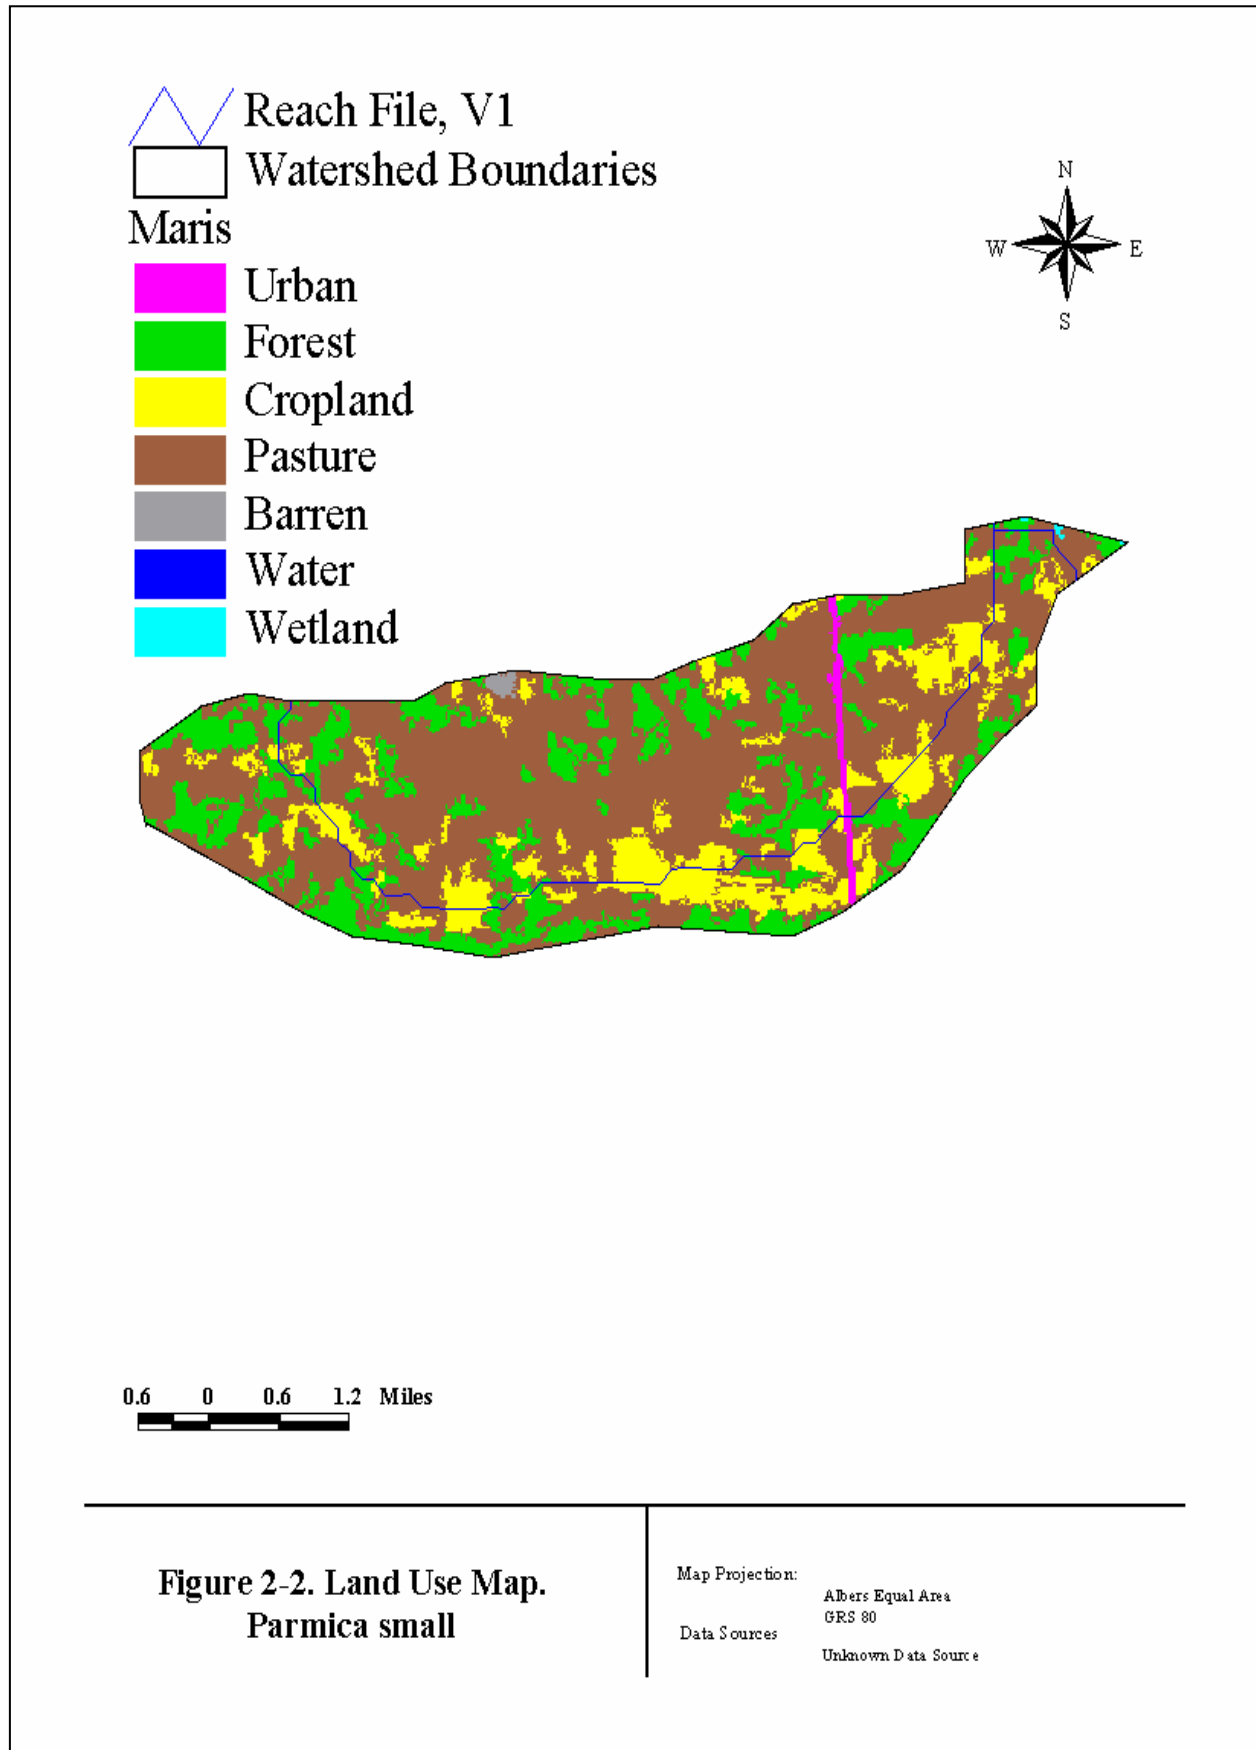 Reach File, V1
Watershed Boundaries
Maris
Urban
Forest
Cropland
Pasture
Barren
Water
Wetland
N
W E
S
0.6 0 0.6 1.2 Miles
Figure 2-2. Land Use Map.
Parmica small
Map Projection:
Albers Equal Area
GRS 80
Data Sources
Unknown Data Source